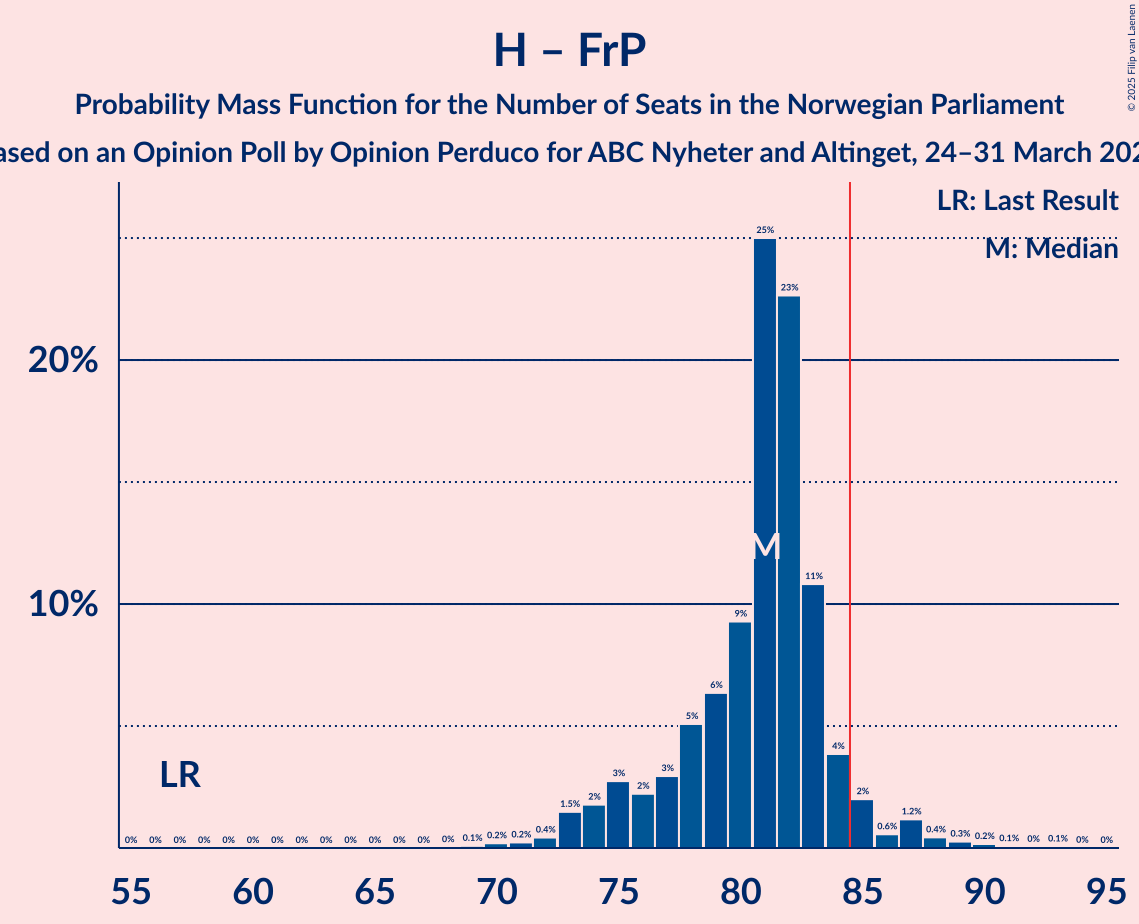 H – FrP
© 2025 Filip van Laenen
Probability Mass Function for the Number of Seats in the Norwegian Parliament
ased on an Opinion Poll by Opinion Perduco for ABC Nyheter and Altinget, 24–31 March 202
LR: Last Result
M: Median
25%
23%
20%
M
11%
10%
9%
6%
5%
4%
LR
3%
3%
2%
2%
2%
1.5%
1.2%
0% 0% 0% 0% 0% 0% 0% 0% 0% 0% 0% 0% 0% 0% 0.1% 0.2% 0.2% 0.4% 0.6% 0.4% 0.3% 0.2% 0.1% 0% 0.1% 0% 0%
55 60 65 70 75 80 85 90 95